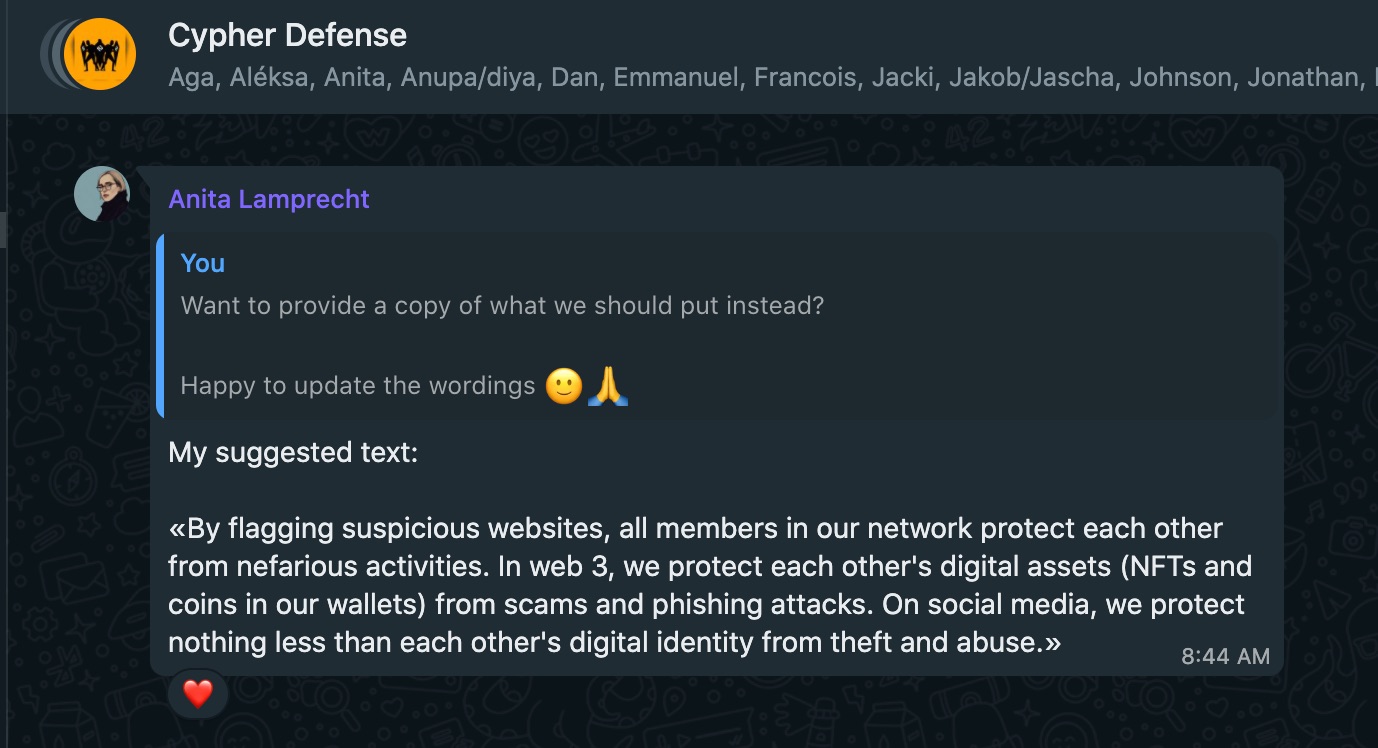 Cypher Defense
Aga, Aléksa, Anita, Anupa/diya, Dan, Emmanuel, Francois, Jacki, Jakob/Jascha, Johnson, Jonathan,
Anita Lamprecht
You
Want to provide a copy of what we should put instead?
Happy to update the wordings 🙂🙏
My suggested text:
«By flagging suspicious websites, all members in our network protect each other
from nefarious activities. In web 3, we protect each other's digital assets (NFTs and
coins in our wallets) from scams and phishing attacks. On social media, we protect
nothing less than each other's digital identity from theft and abuse.»
8:44 AM
❤️